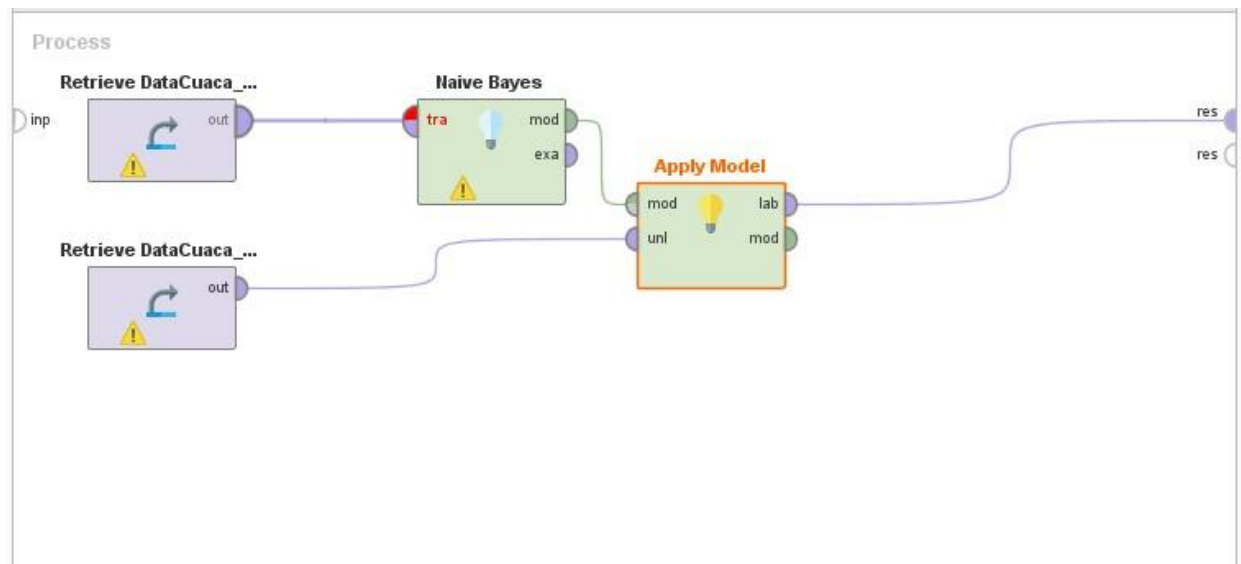 Process
Retrieve DataCuaca_...
Naive Bayes
inp
out
tra
mod
exa
res
res
Apply Model
mod
lab
unl
mod
Retrieve DataCuaca_...
out